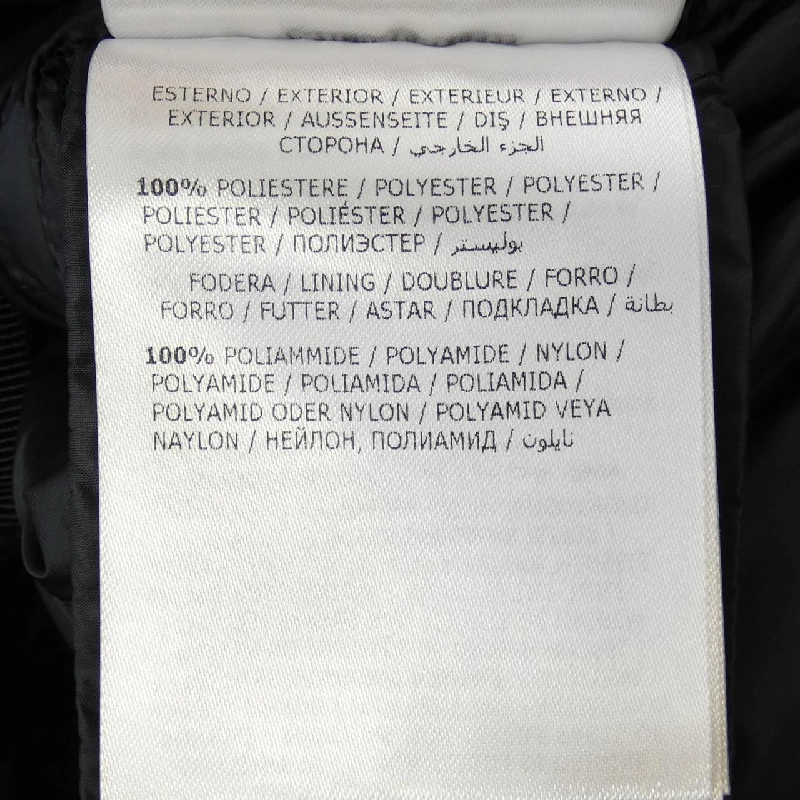 ESTERNO / EXTERIOR / EXTERIEUR / EXTERNO /
EXTERIOR / AUSSENSEITE / DIŞ / ВНЕШНЯЯ
СТОРОНА / الجزء الخارجي
100% POLIESTERE / POLYESTER / POLYESTER /
POLIESTER / POLIÉSTER / POLYESTER /
POLYESTER / ПОЛИЭСТЕР / بوليستر
FODERA / LINING / DOUBLURE / FORRO /
FORRO / FUTTER / ASTAR / ПОДКЛАДКА / بطانة
100% POLIAMMIDE / POLYAMIDE / NYLON /
POLYAMIDE / POLIAMIDA / POLIAMIDA /
POLYAMID ODER NYLON / POLYAMID VEYA
NAYLON / НЕЙЛОН, ПОЛИАМИД / نايلون